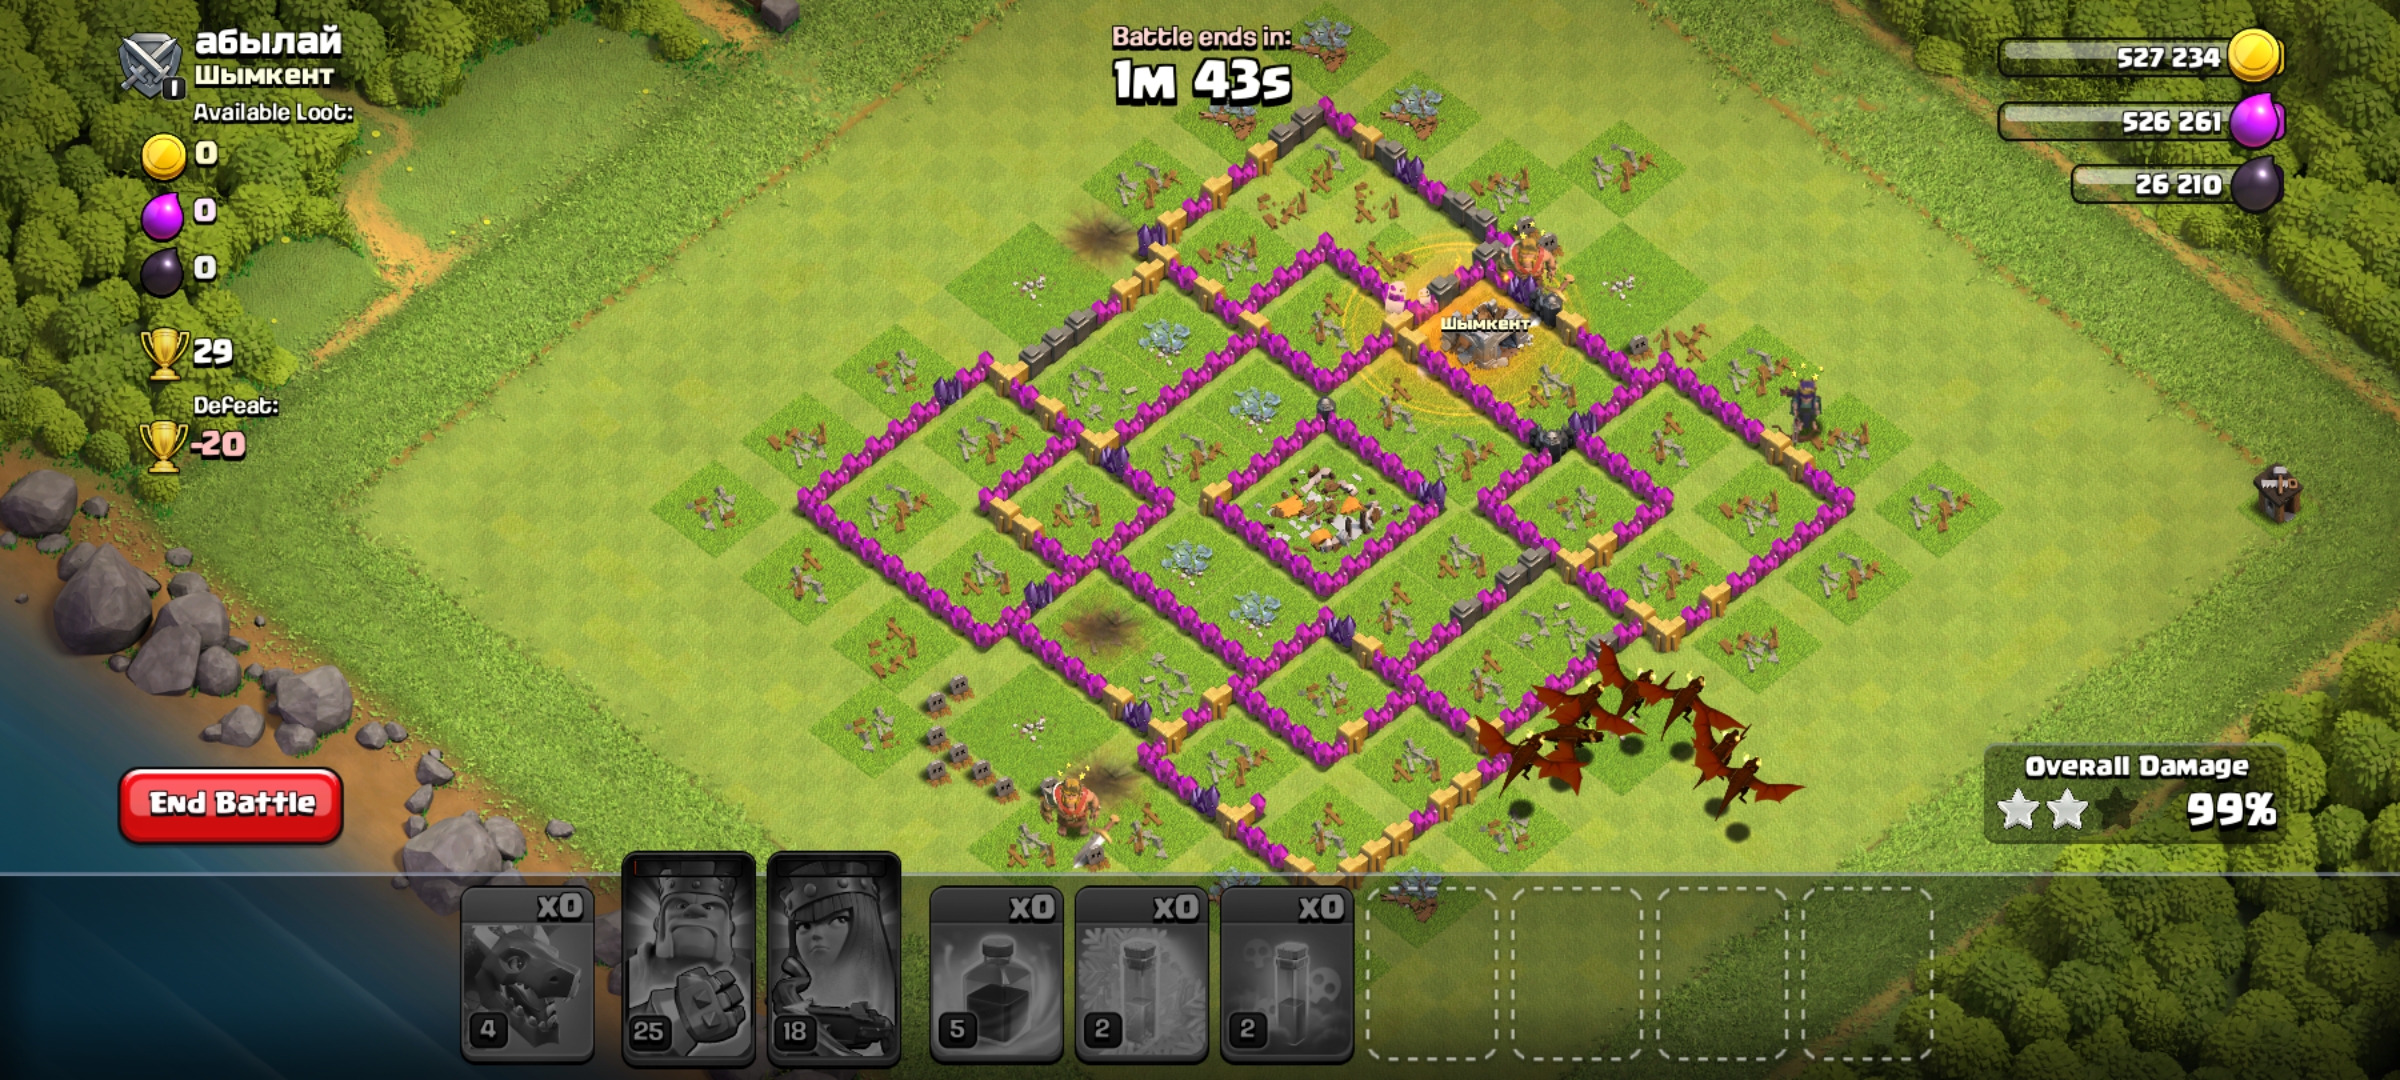 абылай
Шымкент
1
Available Loot:
0
0
0
29
Defeat:
-20
Battle ends in:
1M 43s
527 234
526 261
26 210
Шымкент
End Battle
Overall Damage
99%
x0
x0
x0
x0
4
25
18
5
2
2